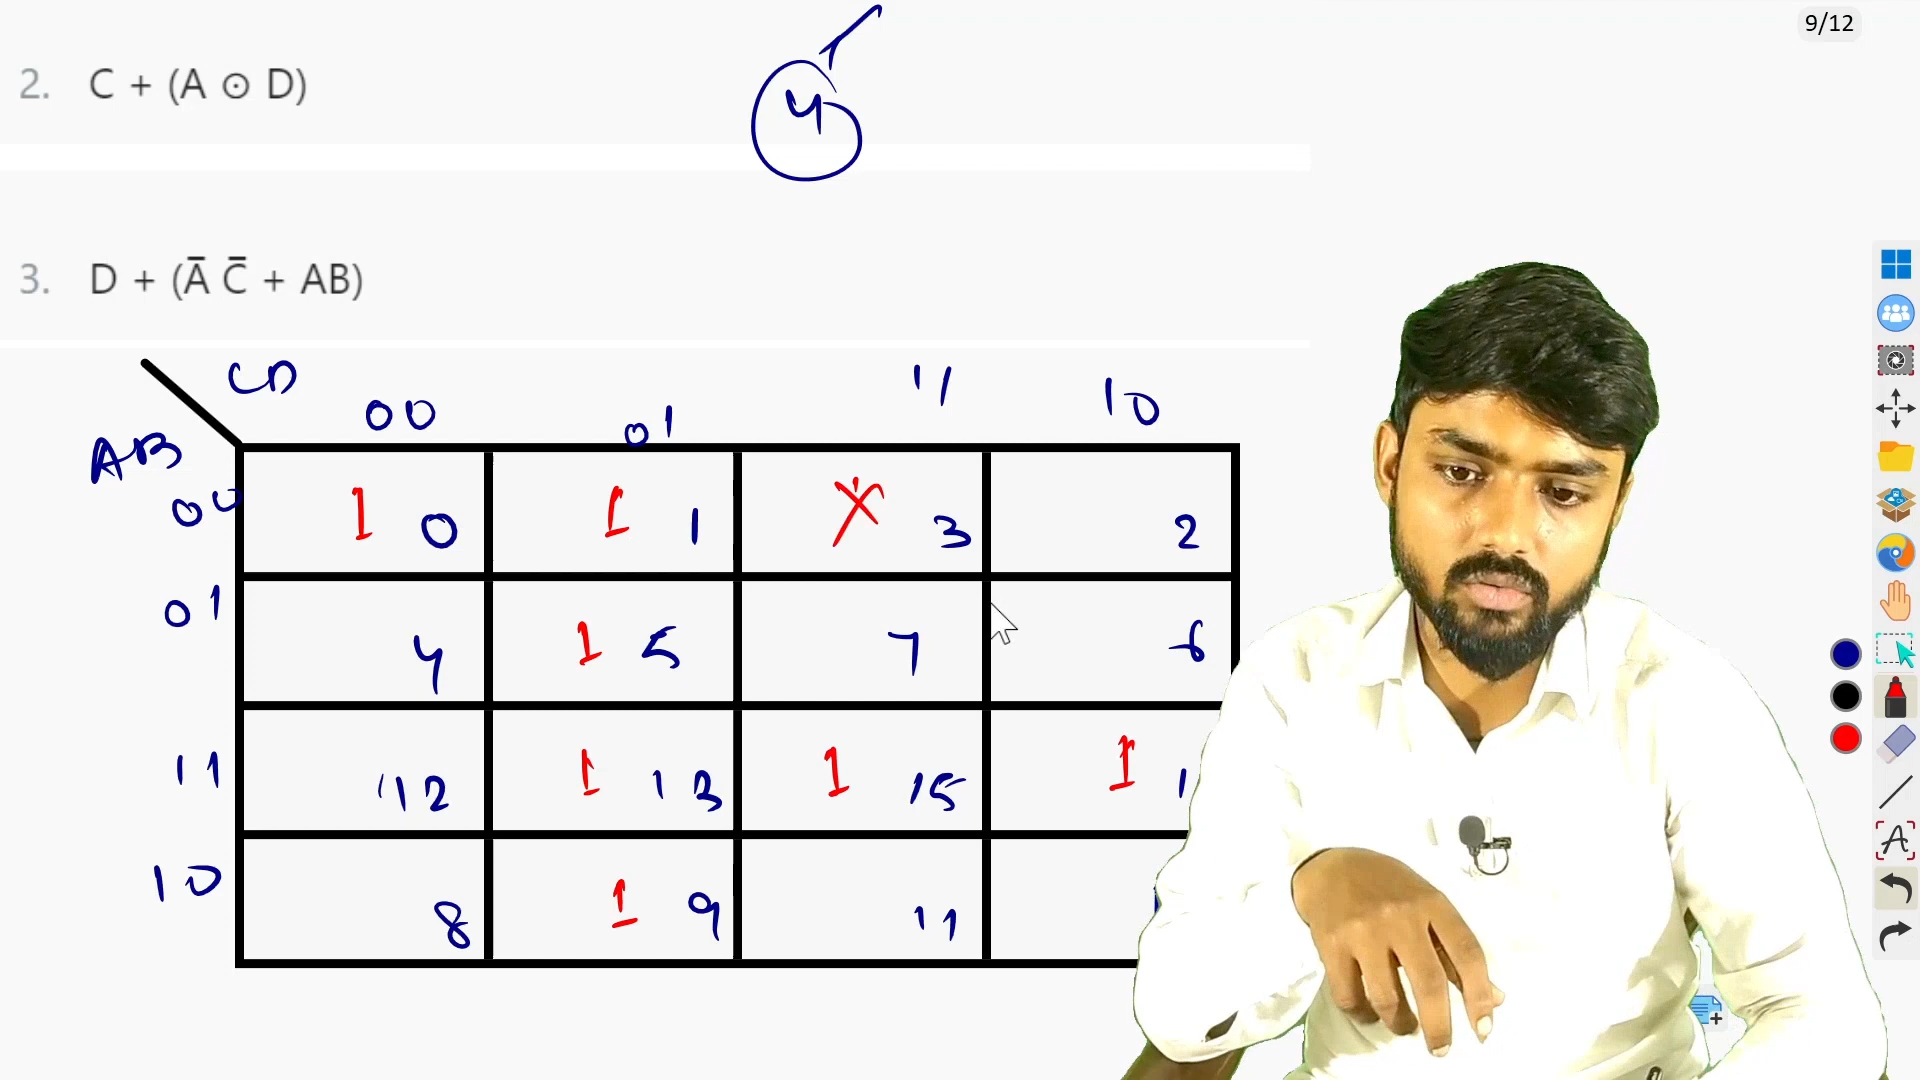 9/12
2. C + (A ⊙ D)
4
3. D + (Ā C̄ + AB)
CD
00 01 11 10
AB
00 1 0 1 1 X 3 2
01 4 1 5 7 6
11 12 1 13 1 15 1 1
10 8 1 9 11